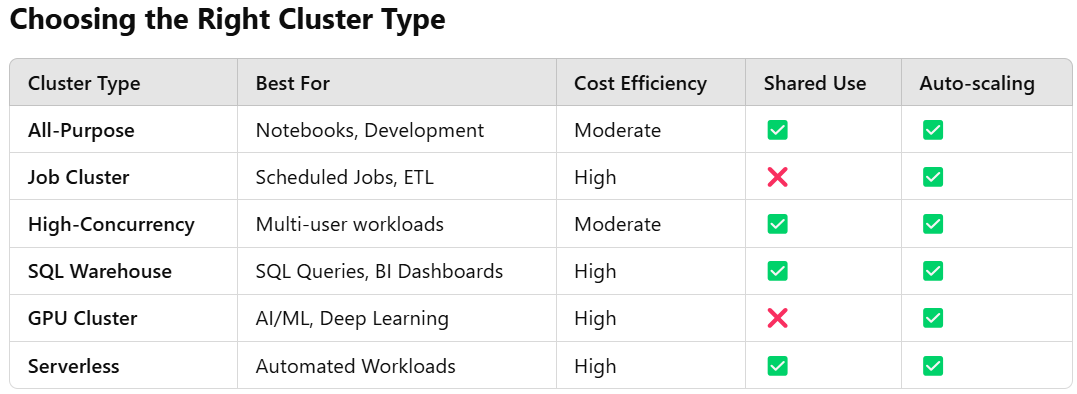 Choosing the Right Cluster Type
Cluster Type Best For Cost Efficiency Shared Use Auto-scaling
All-Purpose Notebooks, Development Moderate ✅ ✅
Job Cluster Scheduled Jobs, ETL High ❌ ✅
High-Concurrency Multi-user workloads Moderate ✅ ✅
SQL Warehouse SQL Queries, BI Dashboards High ✅ ✅
GPU Cluster AI/ML, Deep Learning High ❌ ✅
Serverless Automated Workloads High ✅ ✅